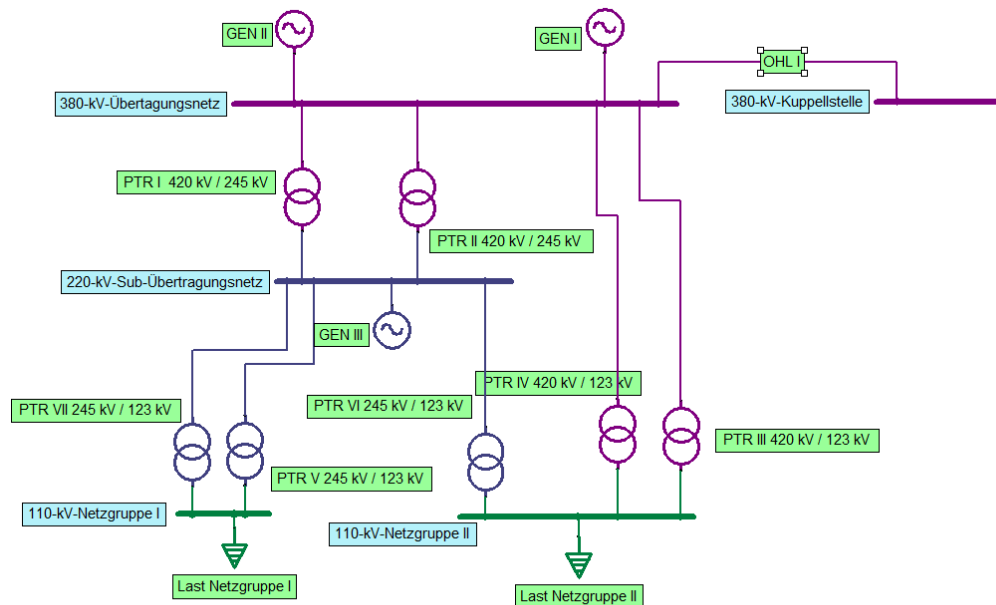 GEN II
GEN I
OHL I
380-kV-Übertagungsnetz
380-kV-Kuppellstelle
PTR I  420 kV / 245 kV
PTR II 420 kV / 245 kV
220-kV-Sub-Übertragungsnetz
GEN III
PTR IV 420 kV / 123 kV
PTR VII 245 kV / 123 kV
PTR VI 245 kV / 123 kV
PTR III 420 kV / 123 kV
PTR V 245 kV / 123 kV
110-kV-Netzgruppe I
110-kV-Netzgruppe II
Last Netzgruppe I
Last Netzgruppe II